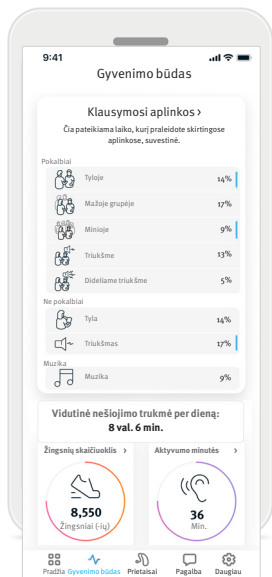 9:41
Gyvenimo būdas
Klausymosi aplinkos ›
Čia pateikiama laiko, kurį praleidote skirtingose
aplinkose, suvestinė.
Pokalbiai
Tyloje 14%
Mažoje grupėje 17%
Minioje 9%
Triukšme 13%
Dideliame triukšme 5%
Ne pokalbiai
Tyla 14%
Triukšmas 17%
Muzika
Muzika 9%
Vidutinė nešiojimo trukmė per dieną:
8 val. 6 min.
Žingsnių skaičiuoklis › Aktyvumo minutės ›
8,550 36
Žingsniai (-ių) Min.
Pradžia Gyvenimo būdas Prietaisai Pagalba Daugiau